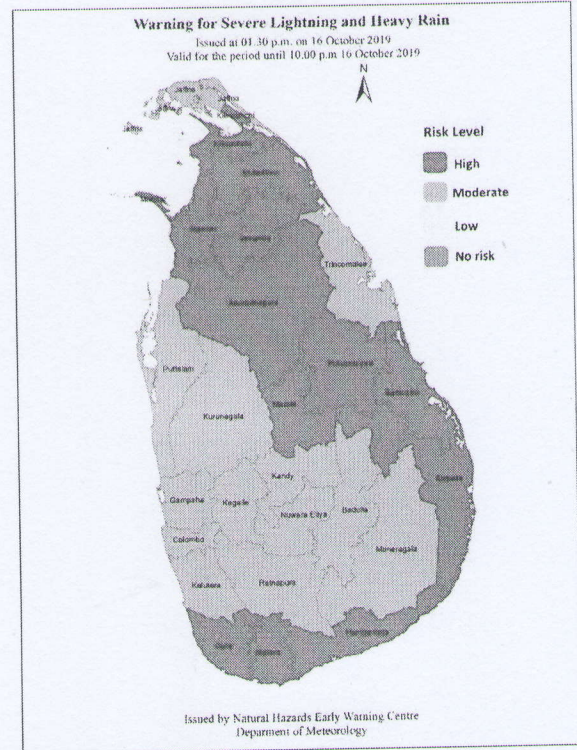 Warning for Severe Lightning and Heavy Rain
Issued at 01.30 p.m. on 16 October 2019
Valid for the period until 10.00 p.m 16 October 2019
N
Jaffna
Jaffna
Jaffna
Risk Level
High
Moderate
Low
No risk
Trincomalee
Anuradhapura
Polonnaruwa
Puttalam
Matale
Batticaloa
Kurunegala
Kandy
Ampara
Gampaha
Kegalle
Nuwara Eliya
Badulla
Colombo
Moneragala
Kalutara
Ratnapura
Hambantota
Galle
Matara
Issued by Natural Hazards Early Warning Centre
Department of Meteorology